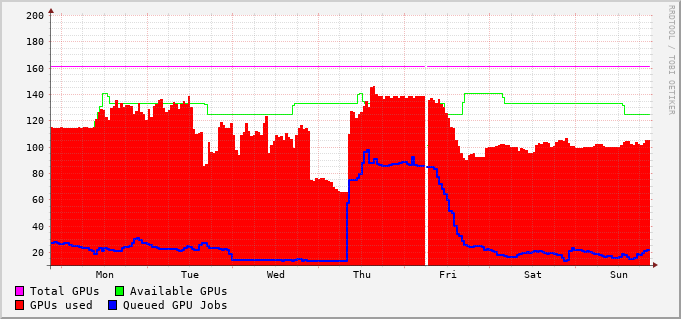 200
180
160
140
120
100
80
60
40
20
Mon Tue Wed Thu Fri Sat Sun
Total GPUs Available GPUs
GPUs used Queued GPU Jobs
RRDTOOL / TOBI OETIKER